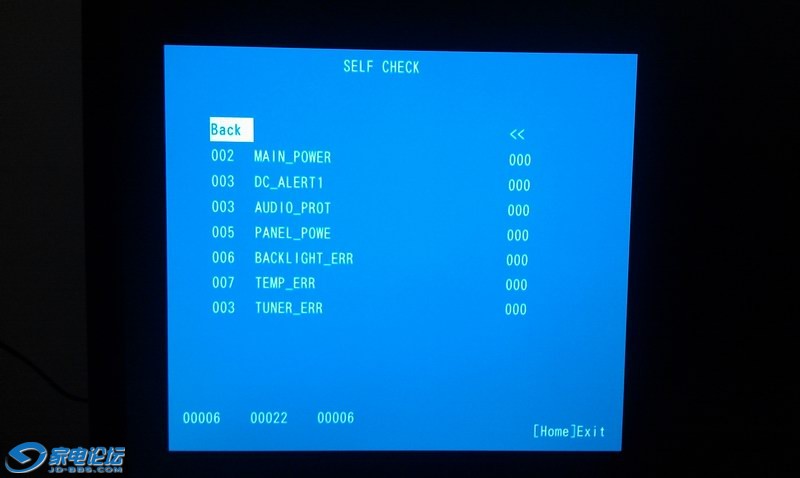 SELF CHECK
Back <<
002 MAIN_POWER 000
003 DC_ALERT1 000
003 AUDIO_PROT 000
005 PANEL_POWE 000
006 BACKLIGHT_ERR 000
007 TEMP_ERR 000
003 TUNER_ERR 000
00006 00022 00006
[Home]Exit
家电论坛
JD-BBS.COM